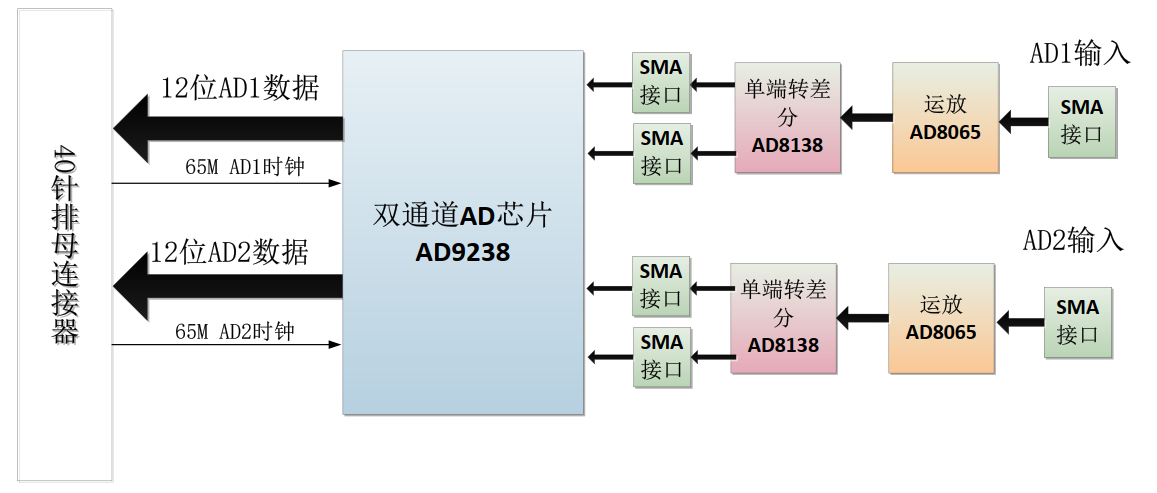 40针排母连接器
12位AD1数据
65M AD1时钟
12位AD2数据
65M AD2时钟
双通道AD芯片
AD9238
SMA
接口
SMA
接口
单端转差
分
AD8138
运放
AD8065
AD1输入
SMA
接口
SMA
接口
SMA
接口
单端转差
分
AD8138
运放
AD8065
AD2输入
SMA
接口